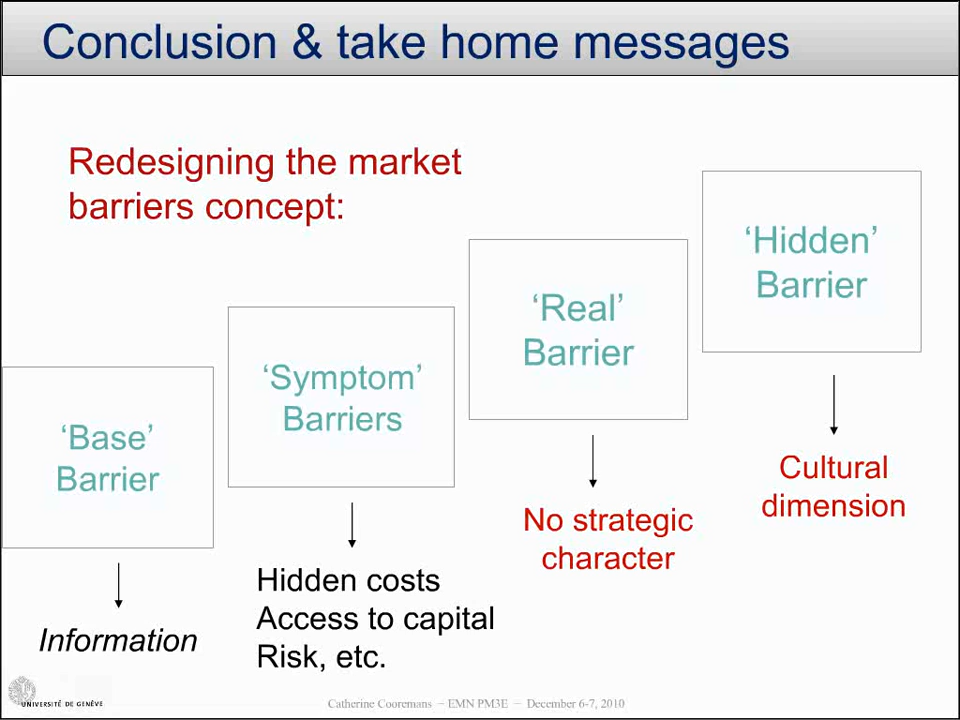 Conclusion & take home messages
Redesigning the market
barriers concept:
‘Base’
Barrier
Information
‘Symptom’
Barriers
Hidden costs
Access to capital
Risk, etc.
‘Real’
Barrier
No strategic
character
‘Hidden’
Barrier
Cultural
dimension
UNIVERSITÉ DE GENÈVE
Catherine Cooremans – EMN PM3E – December 6-7, 2010